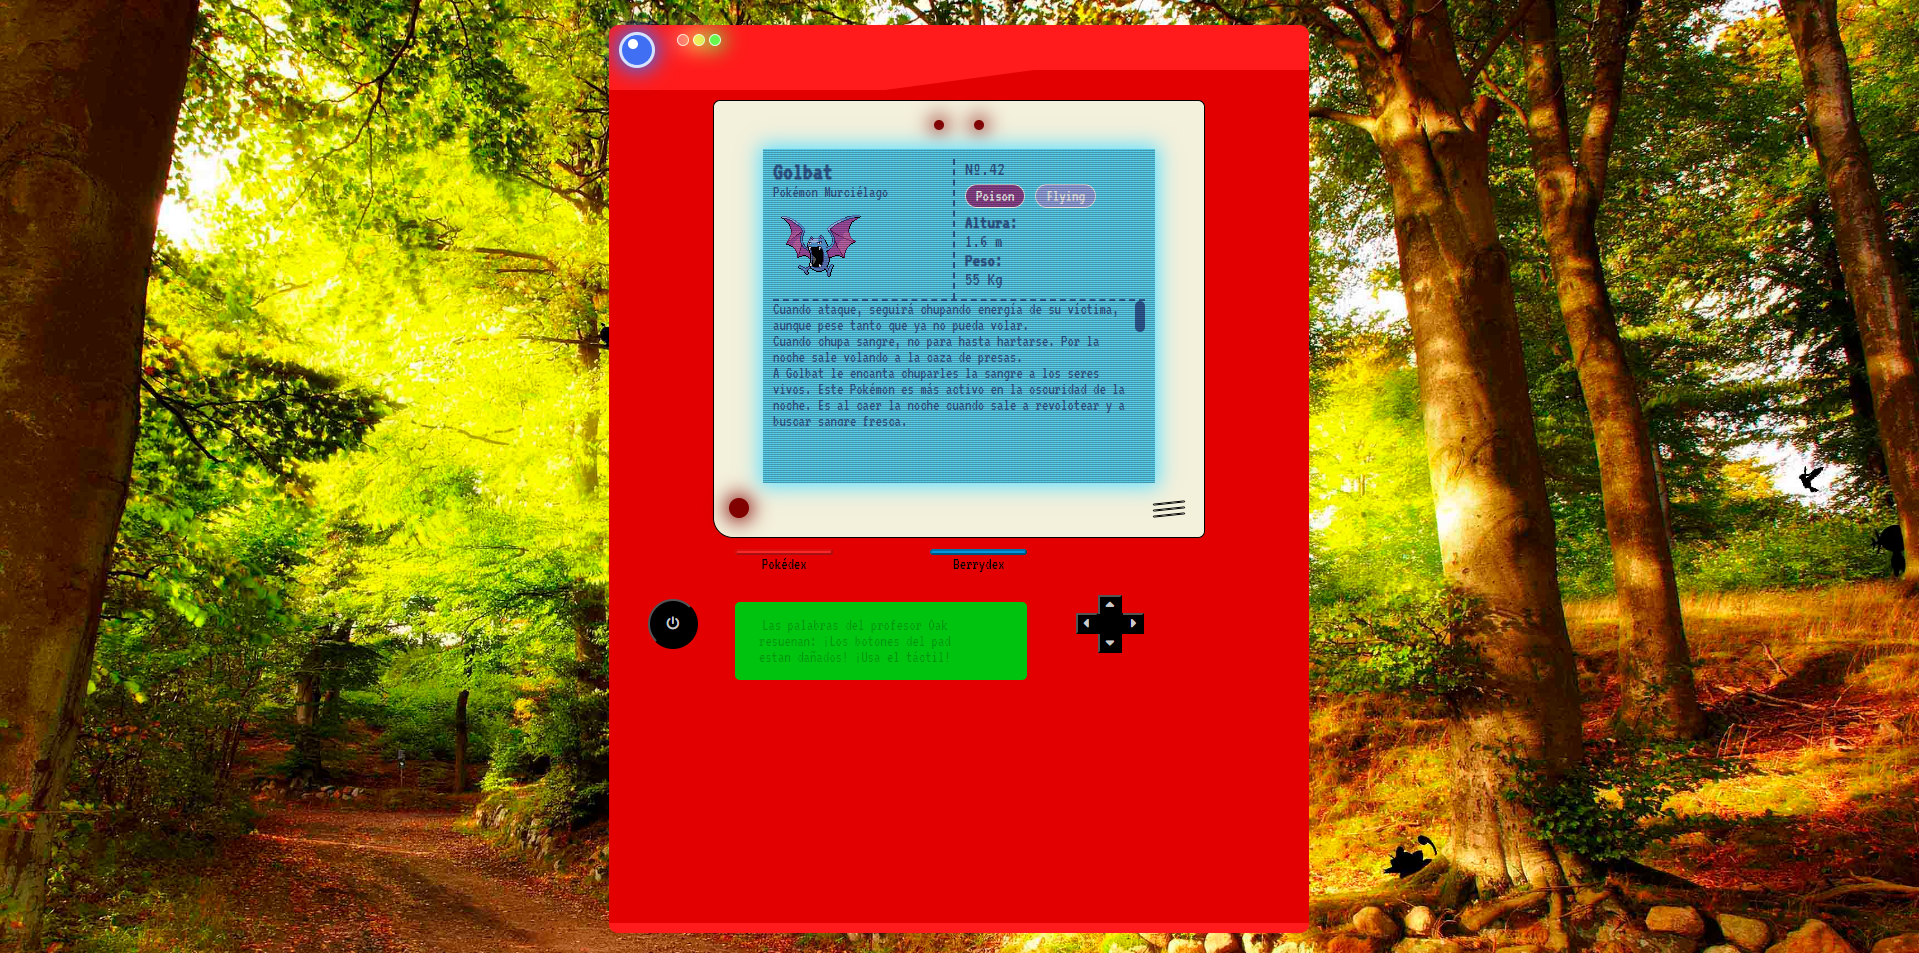 Golbat
Pokémon Murciélago
Nº.42
Poison Flying
Altura:
1.6 m
Peso:
55 Kg
Cuando ataque, seguirá chupando energía de su víctima,
aunque pese tanto que ya no pueda volar.
Cuando chupa sangre, no para hasta hartarse. Por la
noche sale volando a la caza de presas.
A Golbat le encanta chuparles la sangre a los seres
vivos. Este Pokémon es más activo en la oscuridad de la
noche. Es al caer la noche cuando sale a revolotear y a
buscar sangre fresca.
Pokédex
Berrydex
Las palabras del profesor Oak
resuenan: ¡Los botones del pad
estan dañados! ¡Usa el táctil!